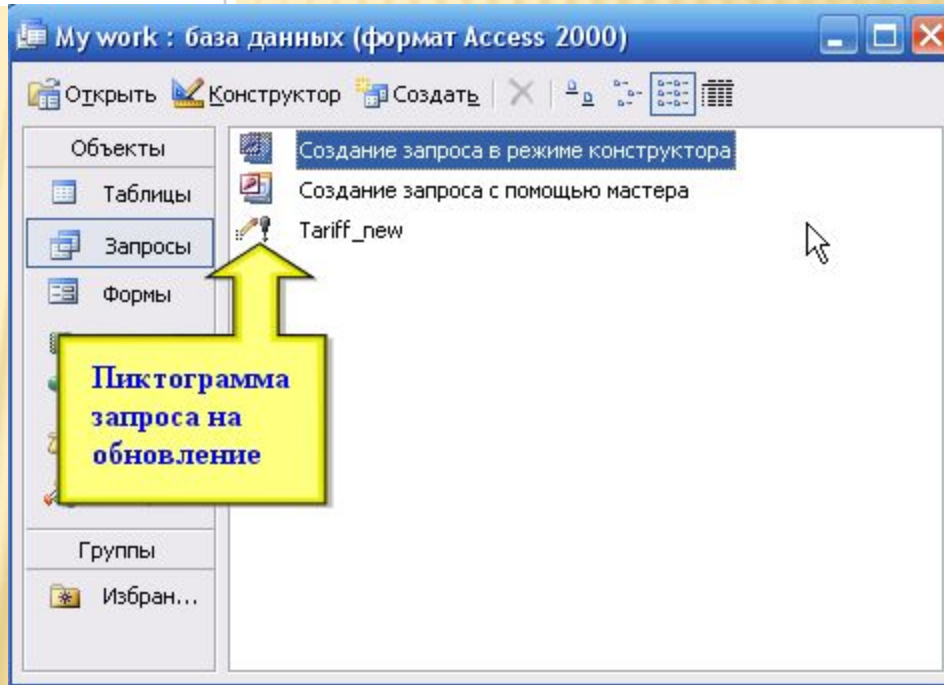 My work : база данных (формат Access 2000)
Открыть Конструктор Создать
Объекты
Таблицы
Запросы
Формы
Группы
Избран...
Создание запроса в режиме конструктора
Создание запроса с помощью мастера
Tariff_new
Пиктограмма
запроса на
обновление